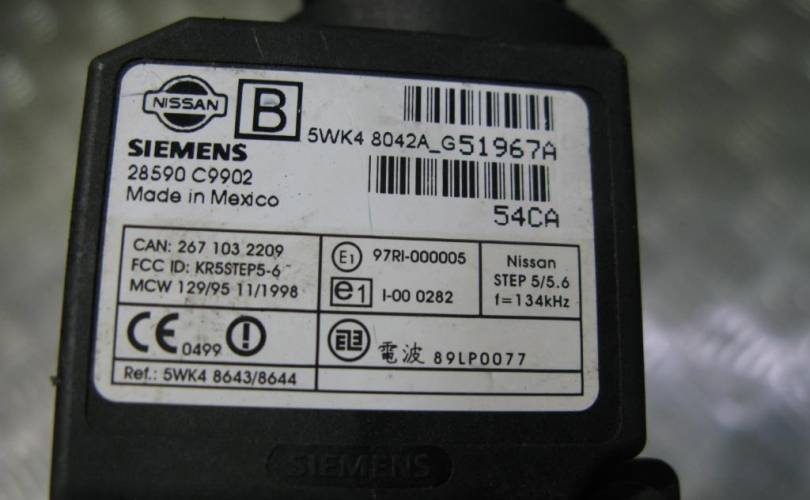 NISSAN
B
5WK4 8042A_G51967A
SIEMENS
28590 C9902
Made in Mexico
54CA
CAN: 267 103 2209
FCC ID: KR5STEP5-6
MCW 129/95 11/1998
E1 97RI-000005
e1 I-00 0282
Nissan
STEP 5/5.6
f=134kHz
CE 0499
電波 89LP0077
Ref.: 5WK4 8643/8644
SIEMENS